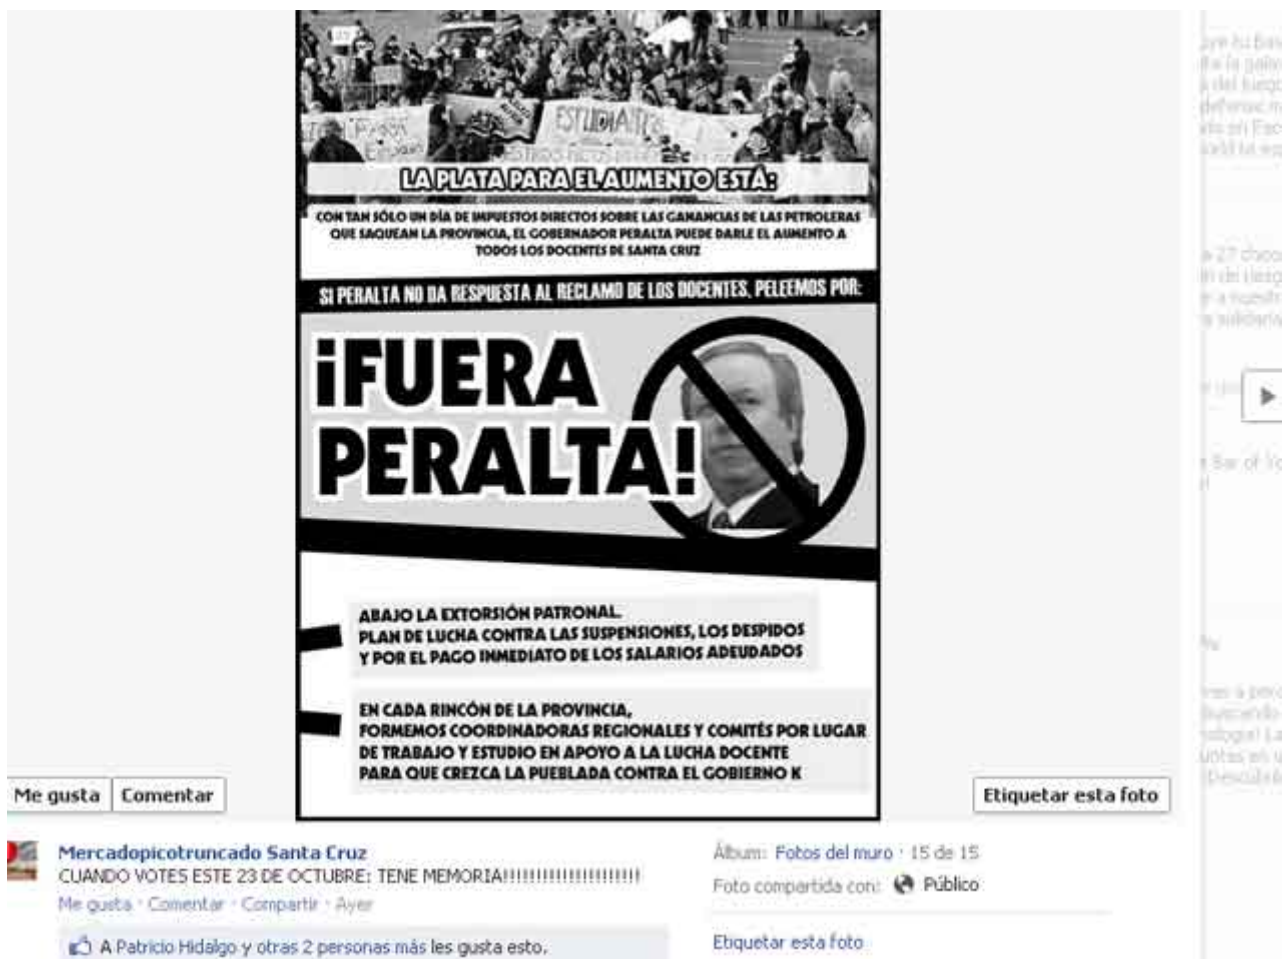 ESTUDIANTES
LA PLATA PARA EL AUMENTO ESTÁ:
CON TAN SÓLO UN DÍA DE IMPUESTOS DIRECTOS SOBRE LAS GANANCIAS DE LAS PETROLERAS
QUE SAQUEAN LA PROVINCIA, EL GOBERNADOR PERALTA PUEDE DARLE EL AUMENTO A
TODOS LOS DOCENTES DE SANTA CRUZ
SI PERALTA NO DA RESPUESTA AL RECLAMO DE LOS DOCENTES, PELEEMOS POR:
¡FUERA
PERALTA!
ABAJO LA EXTORSIÓN PATRONAL.
PLAN DE LUCHA CONTRA LAS SUSPENSIONES, LOS DESPIDOS
Y POR EL PAGO INMEDIATO DE LOS SALARIOS ADEUDADOS
EN CADA RINCÓN DE LA PROVINCIA,
FORMEMOS COORDINADORAS REGIONALES Y COMITÉS POR LUGAR
DE TRABAJO Y ESTUDIO EN APOYO A LA LUCHA DOCENTE
PARA QUE CREZCA LA PUEBLADA CONTRA EL GOBIERNO K
Me gusta Comentar
Etiquetar esta foto
Mercadopicotruncado Santa Cruz
CUANDO VOTES ESTE 23 DE OCTUBRE: TENE MEMORIA!!!!!!!!!!!!!!!!!!!!!
Me gusta · Comentar · Compartir · Ayer
A Patricio Hidalgo y otras 2 personas más les gusta esto.
Álbum: Fotos del muro · 15 de 15
Foto compartida con: Público
Etiquetar esta foto